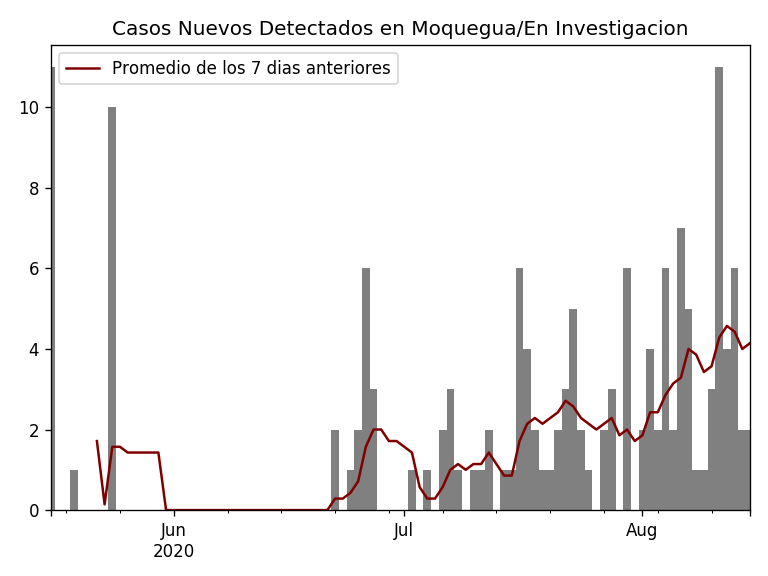 Casos Nuevos Detectados en Moquegua/En Investigacion
Promedio de los 7 dias anteriores
10
8
6
4
2
0
Jun
2020
Jul
Aug